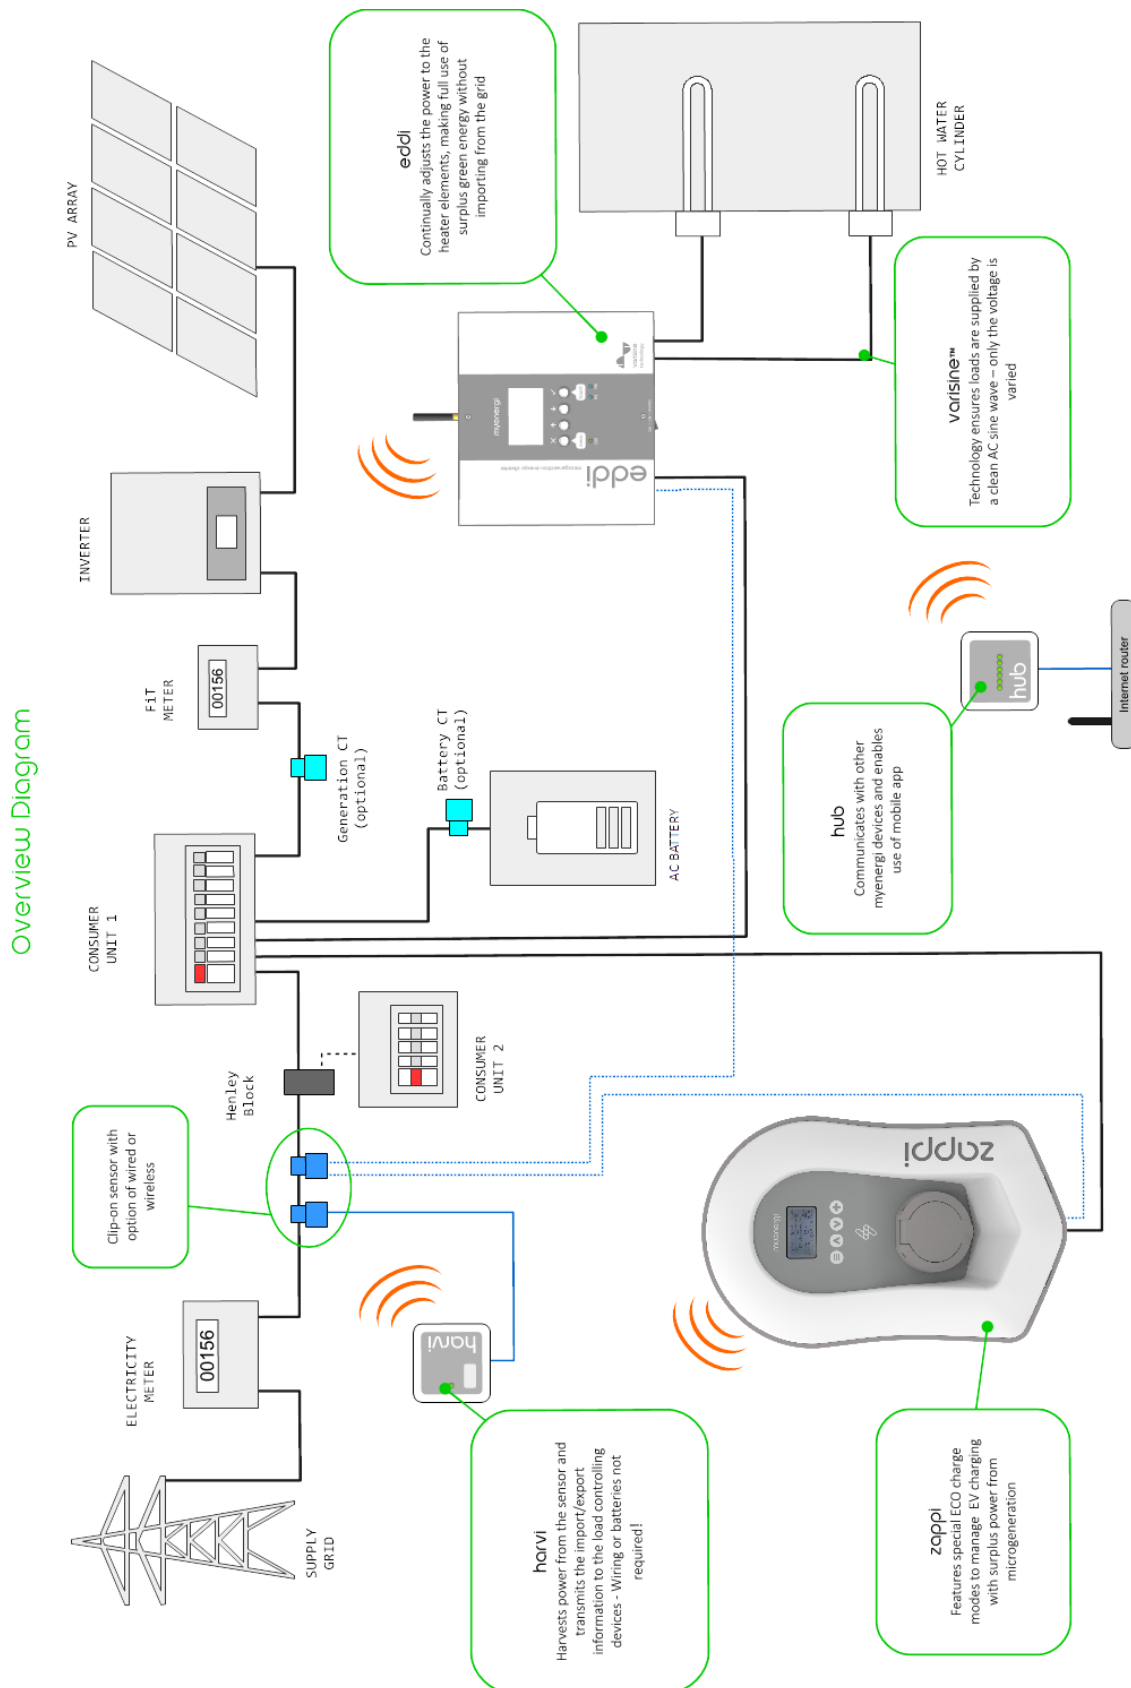 Overview Diagram
SUPPLY
GRID
ELECTRICITY
METER
00156
Clip-on sensor with
option of wired or
wireless
Henley
Block
CONSUMER
UNIT 1
CONSUMER
UNIT 2
Generation CT
(optional)
FiT
METER
00156
INVERTER
PV ARRAY
Battery CT
(optional)
AC BATTERY
harvi
harvi
Harvests power from the sensor and
transmits the import/export
information to the load controlling
devices - Wiring or batteries not
required!
eddi
Continually adjusts the power to the
heater elements, making full use of
surplus green energy without
importing from the grid
eddi
microgeneration energy diverter
myenergi
varisine
HOT WATER
CYLINDER
varisine™
Technology ensures loads are supplied by
a clean AC sine wave – only the voltage is
varied
hub
Communicates with other
myenergi devices and enables
use of mobile app
hub
Internet router
zappi
myenergi
zappi
Features special ECO charge
modes to manage EV charging
with surplus power from
microgeneration